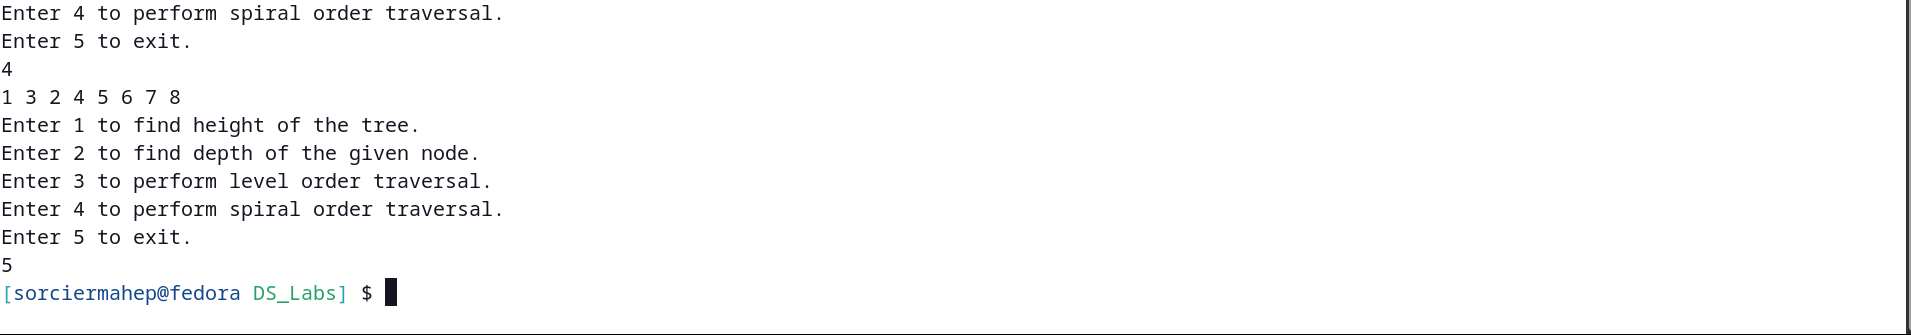 Enter 4 to perform spiral order traversal.
Enter 5 to exit.
4
1 3 2 4 5 6 7 8
Enter 1 to find height of the tree.
Enter 2 to find depth of the given node.
Enter 3 to perform level order traversal.
Enter 4 to perform spiral order traversal.
Enter 5 to exit.
5
[sorciermahep@fedora DS_Labs] $